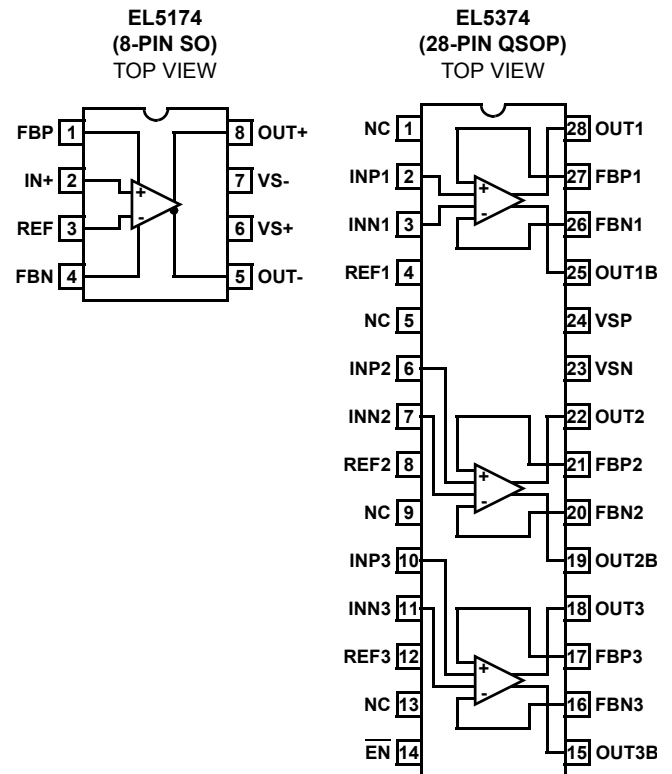 EL5174
(8-PIN SO)
TOP VIEW
FBP 1
8 OUT+
IN+ 2
7 VS-
REF 3
6 VS+
FBN 4
5 OUT-
+
-
EL5374
(28-PIN QSOP)
TOP VIEW
NC 1
28 OUT1
INP1 2
27 FBP1
INN1 3
26 FBN1
REF1 4
25 OUT1B
+
-
NC 5
24 VSP
INP2 6
23 VSN
INN2 7
22 OUT2
REF2 8
21 FBP2
+
-
NC 9
20 FBN2
INP3 10
19 OUT2B
INN3 11
18 OUT3
REF3 12
17 FBP3
+
-
NC 13
16 FBN3
EN 14
15 OUT3B